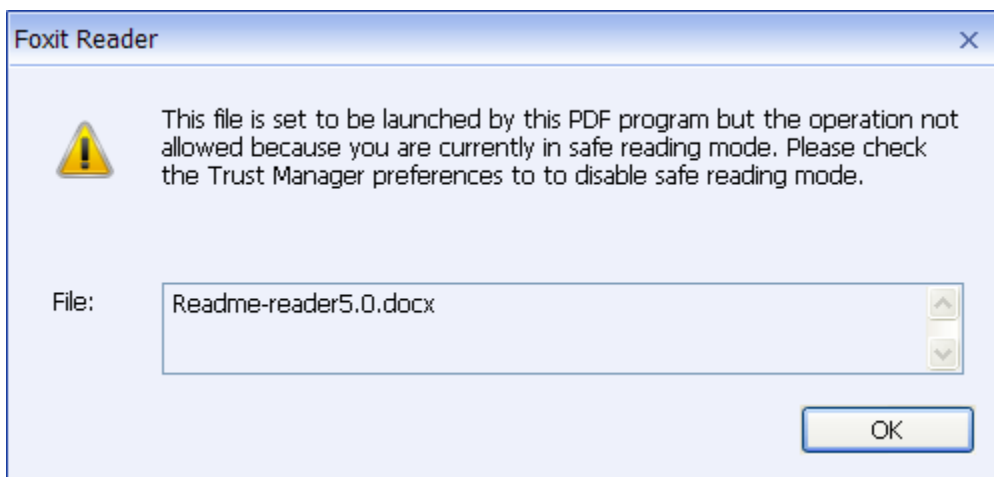 Foxit Reader
This file is set to be launched by this PDF program but the operation not
allowed because you are currently in safe reading mode. Please check
the Trust Manager preferences to to disable safe reading mode.
File:
Readme-reader5.0.docx
OK